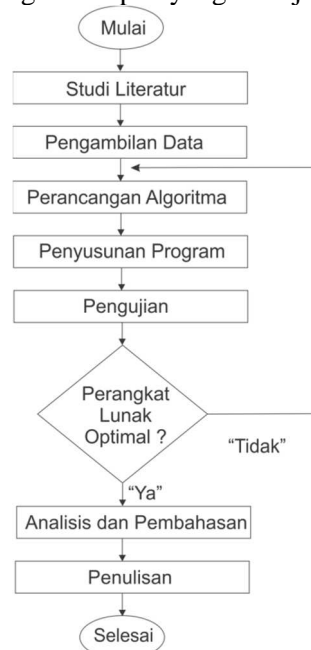 Mulai
Studi Literatur
Pengambilan Data
Perancangan Algoritma
Penyusunan Program
Pengujian
Perangkat
Lunak
Optimal ?
“Tidak”
“Ya”
Analisis dan Pembahasan
Penulisan
Selesai